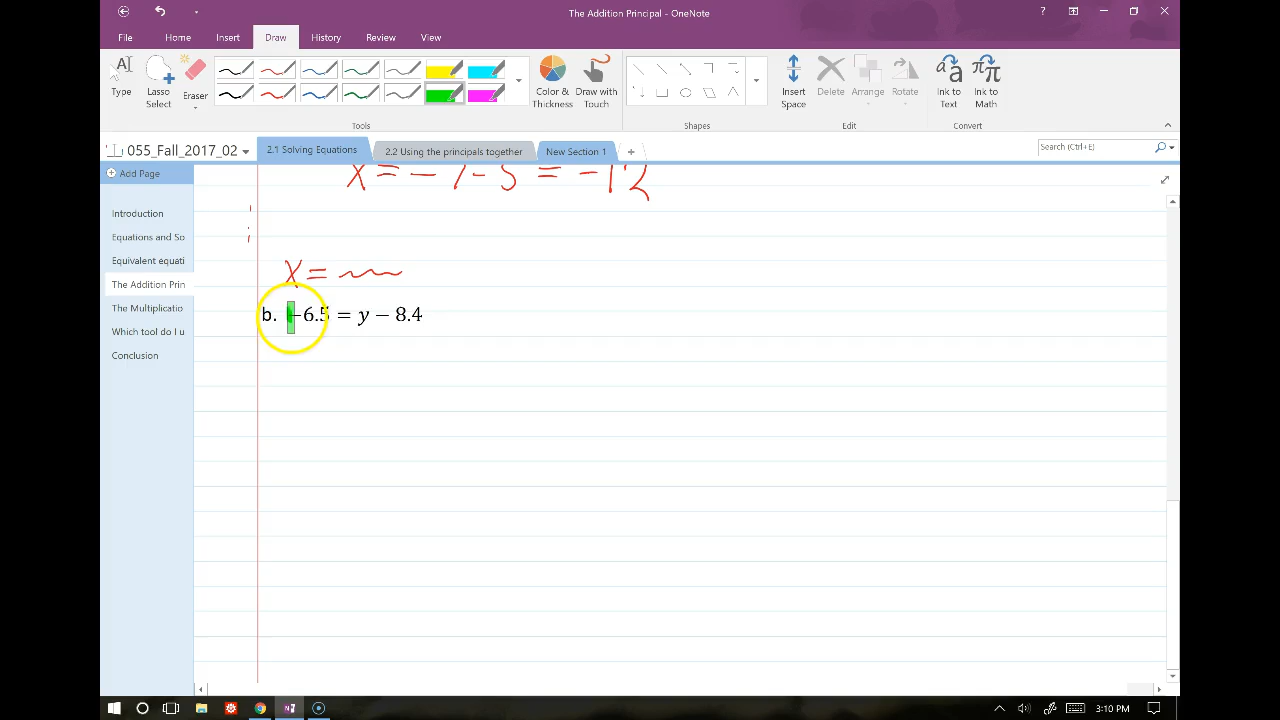 The Addition Principal - OneNote
File Home Insert Draw History Review View
Type
Lasso Select
Eraser
Color & Thickness
Draw with Touch
Insert Space
Delete
Arrange
Rotate
Ink to Text
Ink to Math
Tools Shapes Edit Convert
055_Fall_2017_02
2.1 Solving Equations
2.2 Using the principals together
New Section 1
Search (Ctrl+E)
Add Page
Introduction
Equations and So
Equivalent equati
The Addition Prin
The Multiplicatio
Which tool do I u
Conclusion
x = - 7 - 5 = - 12
x =
b. −6.5 = y − 8.4
3:10 PM